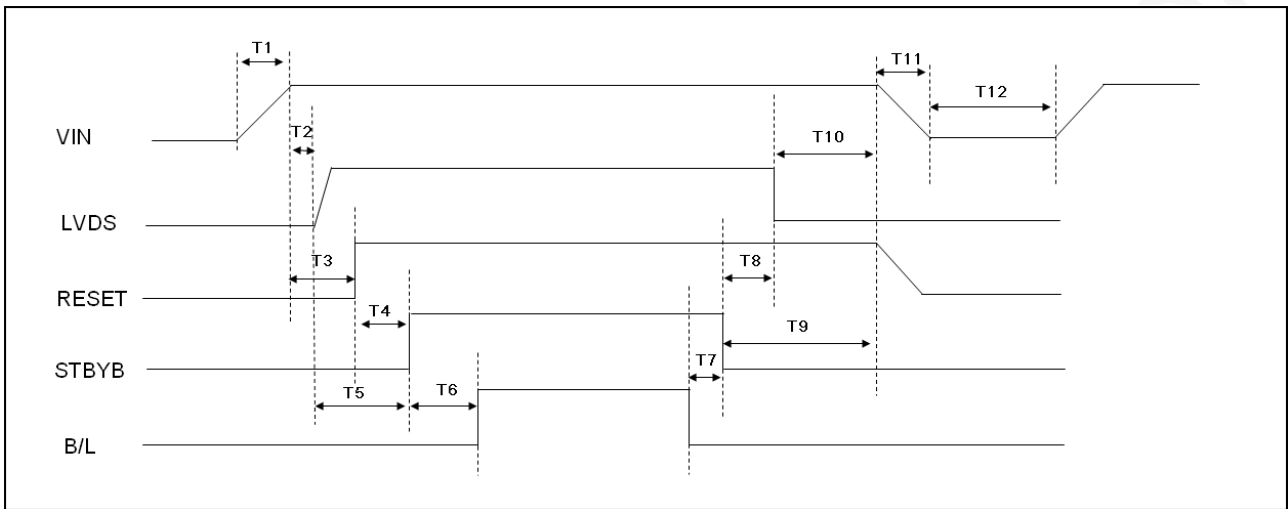 T1
T11
T12
T2
T10
VIN
LVDS
T3
T8
RESET
T4
T9
STBYB
T7
T5
T6
B/L